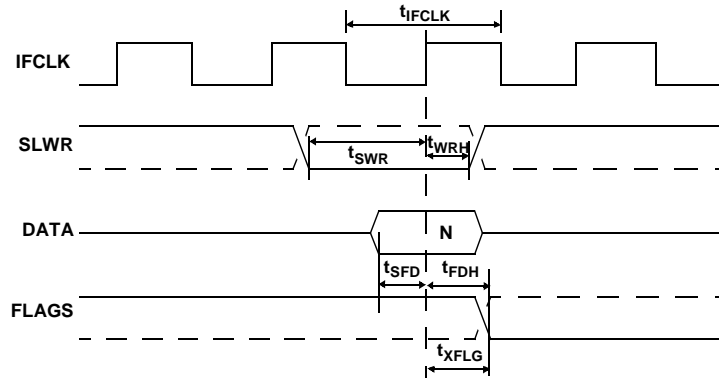 tIFCLK
IFCLK
SLWR
tSWR
tWRH
DATA
N
tSFD
tFDH
FLAGS
tXFLG